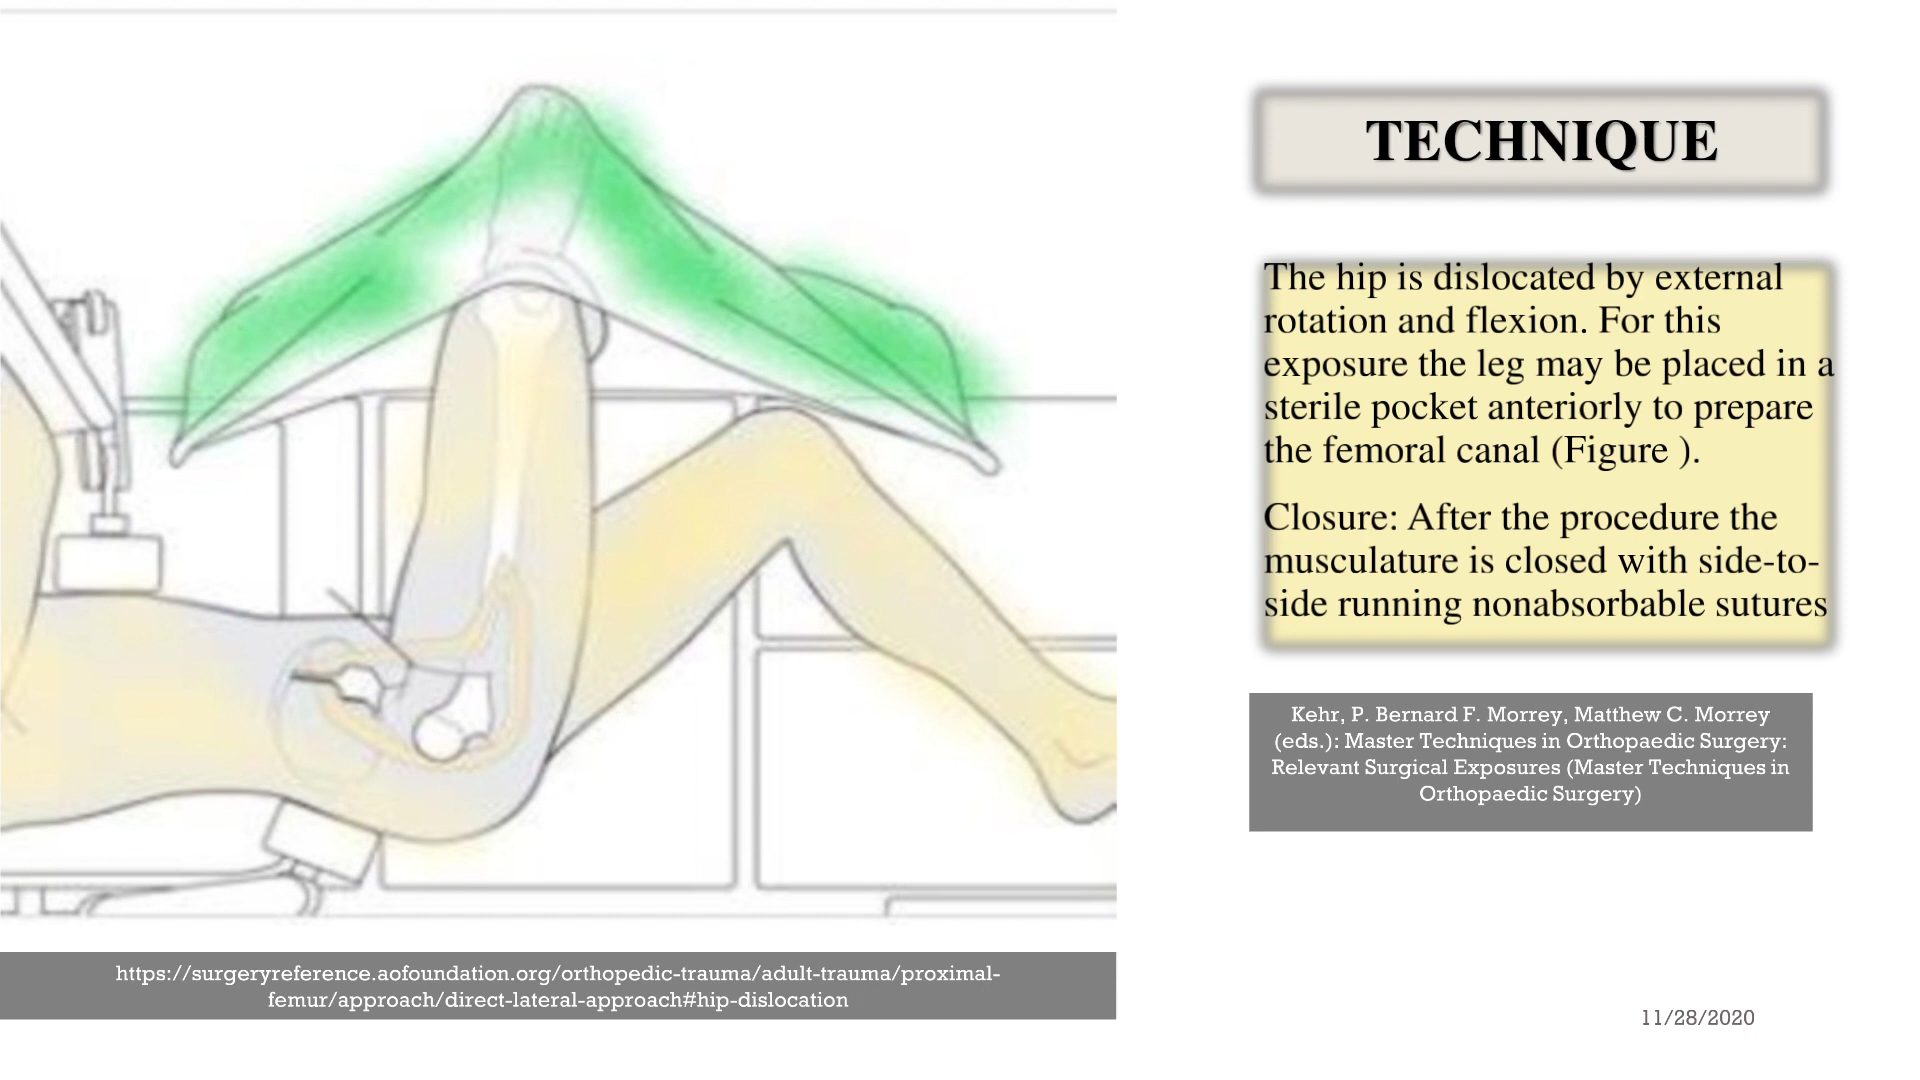 TECHNIQUE
The hip is dislocated by external
rotation and flexion. For this
exposure the leg may be placed in a
sterile pocket anteriorly to prepare
the femoral canal (Figure ).
Closure: After the procedure the
musculature is closed with side-to-
side running nonabsorbable sutures
Kehr, P. Bernard F. Morrey, Matthew C. Morrey
(eds.): Master Techniques in Orthopaedic Surgery:
Relevant Surgical Exposures (Master Techniques in
Orthopaedic Surgery)
https://surgeryreference.aofoundation.org/orthopedic-trauma/adult-trauma/proximal-
femur/approach/direct-lateral-approach#hip-dislocation
11/28/2020